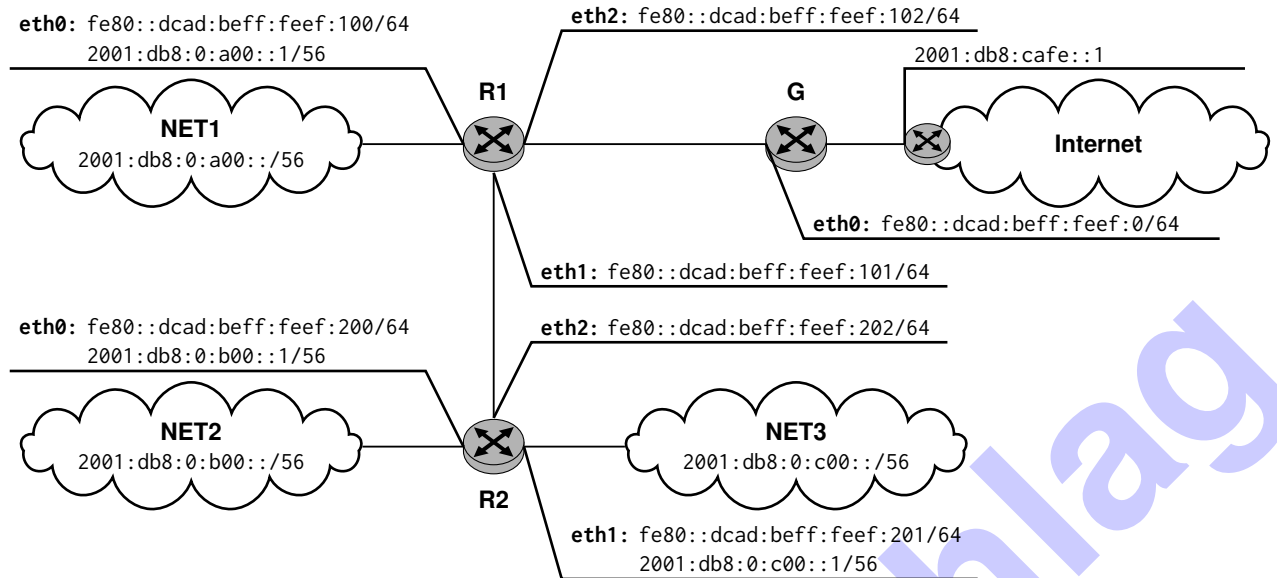 eth0: fe80::dcad:beff:feef:100/64
2001:db8:0:a00::1/56
eth2: fe80::dcad:beff:feef:102/64
2001:db8:cafe::1
R1
G
NET1
2001:db8:0:a00::/56
Internet
eth0: fe80::dcad:beff:feef:0/64
eth1: fe80::dcad:beff:feef:101/64
eth0: fe80::dcad:beff:feef:200/64
2001:db8:0:b00::1/56
eth2: fe80::dcad:beff:feef:202/64
NET2
2001:db8:0:b00::/56
NET3
2001:db8:0:c00::/56
R2
eth1: fe80::dcad:beff:feef:201/64
2001:db8:0:c00::1/56
hlag